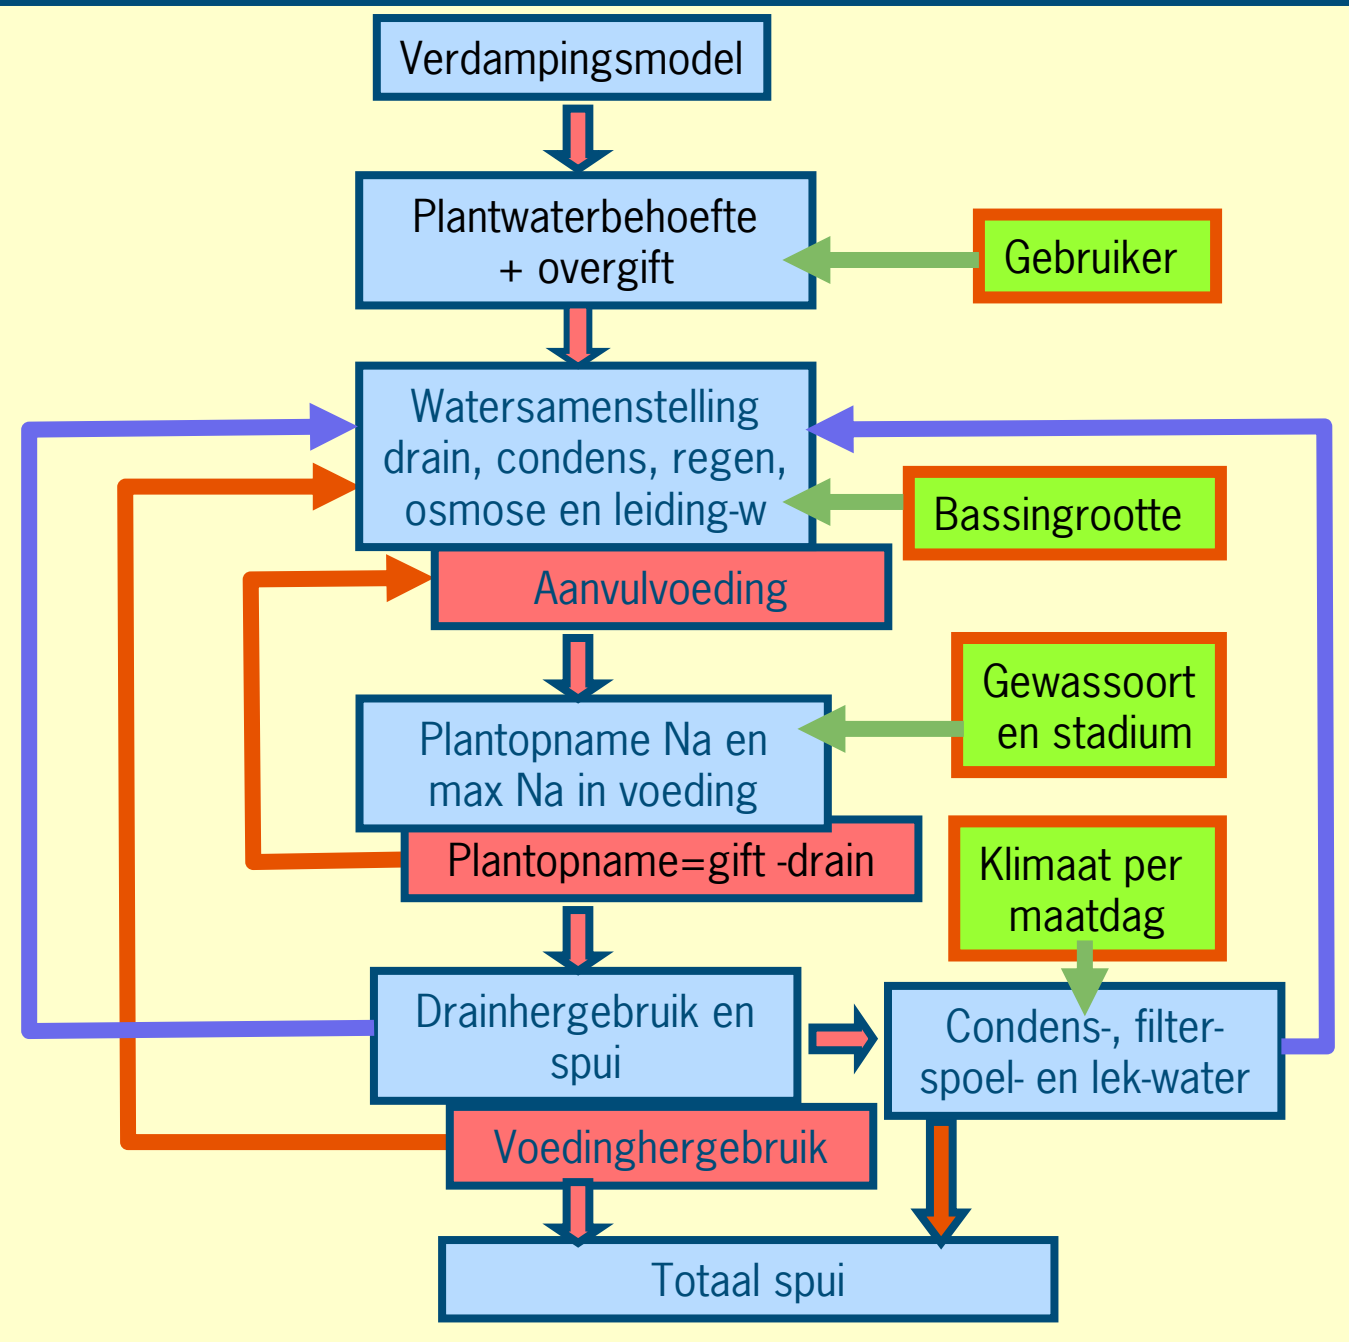 Verdampingsmodel
Plantwaterbehoefte
+ overgift
Gebruiker
Watersamenstelling
drain, condens, regen,
osmose en leiding-w
Bassingrootte
Aanvulvoeding
Gewassoort
en stadium
Plantopname Na en
max Na in voeding
Plantopname=gift -drain
Klimaat per
maatdag
Drainhergebruik en
spui
Condens-, filter-
spoel- en lek-water
Voedinghergebruik
Totaal spui